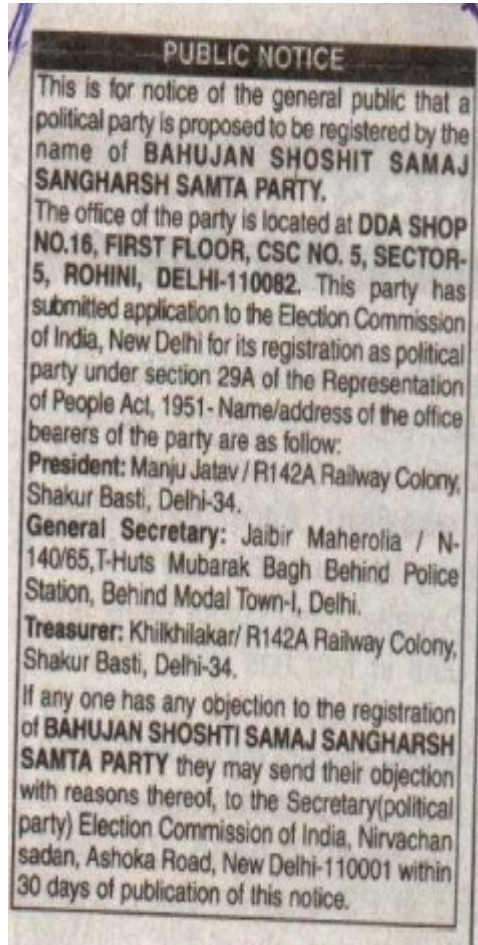 PUBLIC NOTICE
This is for notice of the general public that a
political party is proposed to be registered by the
name of BAHUJAN SHOSHIT SAMAJ
SANGHARSH SAMTA PARTY.
The office of the party is located at DDA SHOP
NO.16, FIRST FLOOR, CSC NO. 5, SECTOR-
5, ROHINI, DELHI-110082. This party has
submitted application to the Election Commission
of India, New Delhi for its registration as political
party under section 29A of the Representation
of People Act, 1951- Name/address of the office
bearers of the party are as follow:
President: Manju Jatav / R142A Railway Colony,
Shakur Basti, Delhi-34.
General Secretary: Jaibir Maherolia / N-
140/65,T-Huts Mubarak Bagh Behind Police
Station, Behind Modal Town-I, Delhi.
Treasurer: Khilkhilakar/ R142A Railway Colony,
Shakur Basti, Delhi-34.
If any one has any objection to the registration
of BAHUJAN SHOSHTI SAMAJ SANGHARSH
SAMTA PARTY they may send their objection
with reasons thereof, to the Secretary(political
party) Election Commission of India, Nirvachan
sadan, Ashoka Road, New Delhi-110001 within
30 days of publication of this notice.